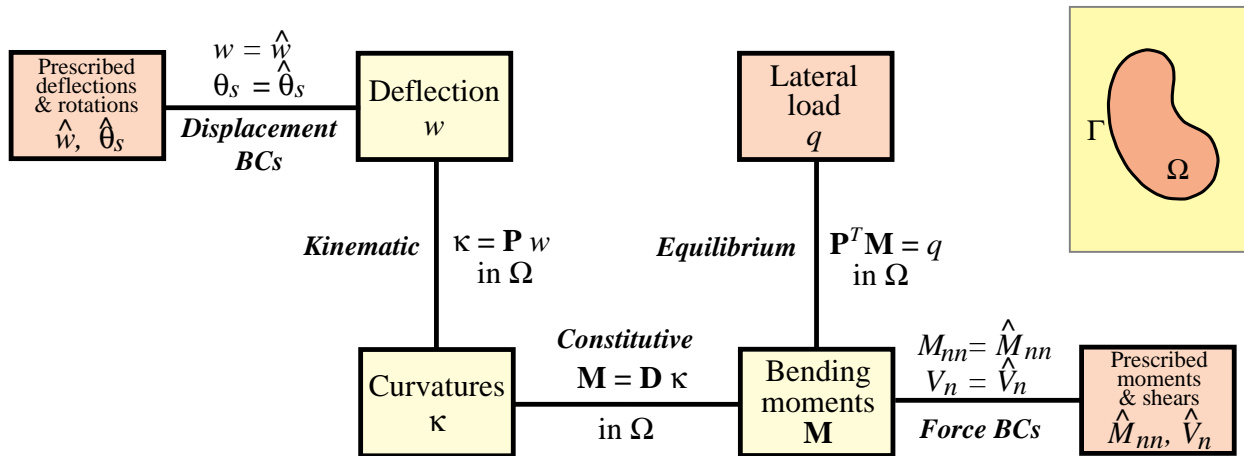 Prescribed
deflections
& rotations
ŵ, θ̂s
w = ŵ
θs = θ̂s
Displacement
BCs
Deflection
w
Lateral
load
q
Γ
Ω
Kinematic
κ = P w
in Ω
Equilibrium
Pᵀ M = q
in Ω
Curvatures
κ
Constitutive
M = D κ
in Ω
Bending
moments
M
Mnn = M̂nn
Vn = V̂n
Force BCs
Prescribed
moments
& shears
M̂nn, V̂n